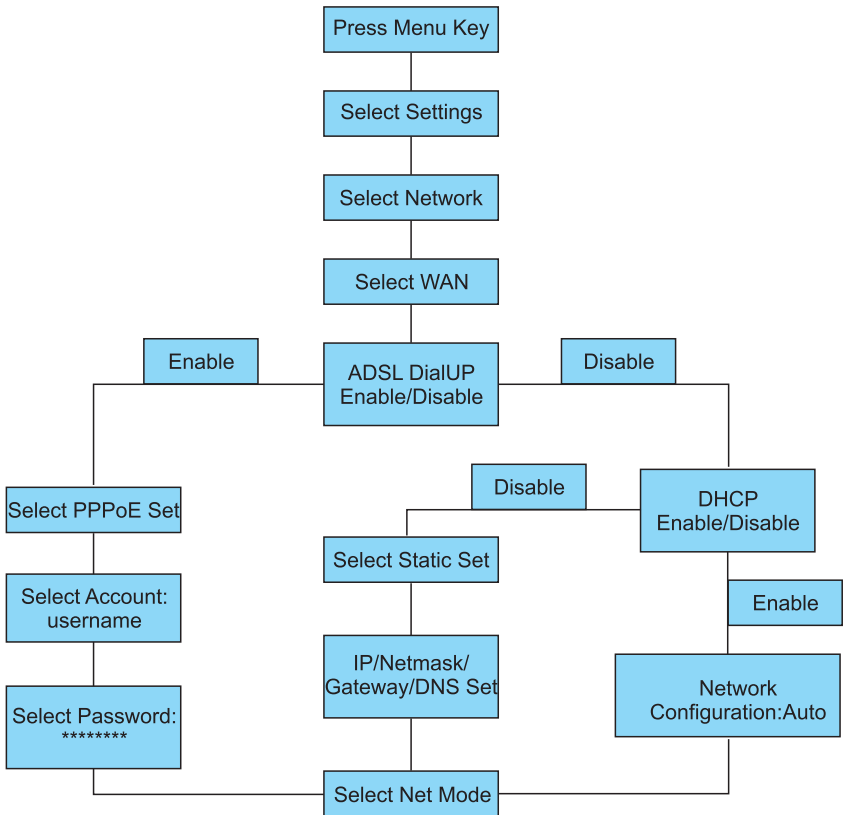 Press Menu Key
Select Settings
Select Network
Select WAN
Enable
ADSL DialUP
Enable/Disable
Disable
Select PPPoE Set
Disable
DHCP
Enable/Disable
Select Static Set
Select Account:
username
Enable
IP/Netmask/
Gateway/DNS Set
Network
Configuration:Auto
Select Password:
********
Select Net Mode